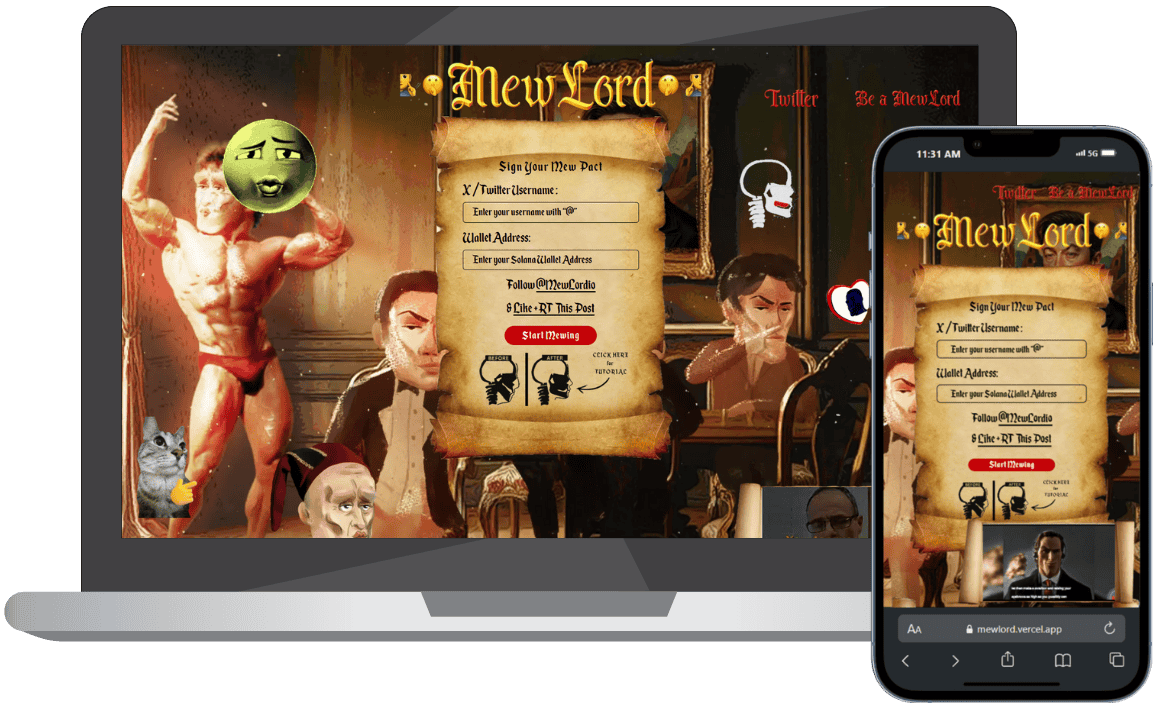 Mew Lord
Twitter
Be a MewLord
Sign Your Mew Pact
X / Twitter Username:
Enter your username with "@"
Wallet Address:
Enter your Solana Wallet Address
Follow @MewLordio
& Like + RT This Post
Start Mewing
BEFORE
AFTER
CLICK HERE
for
TUTORIAL
11:31 AM
5G
Twitter
Be a MewLord
Mew Lord
Sign Your Mew Pact
X / Twitter Username:
Enter your username with "@"
Wallet Address:
Enter your Solana Wallet Address
Follow @MewLordio
& Like + RT This Post
Start Mewing
BEFORE
AFTER
CLICK HERE
for
TUTORIAL
AA
mewlord.vercel.app